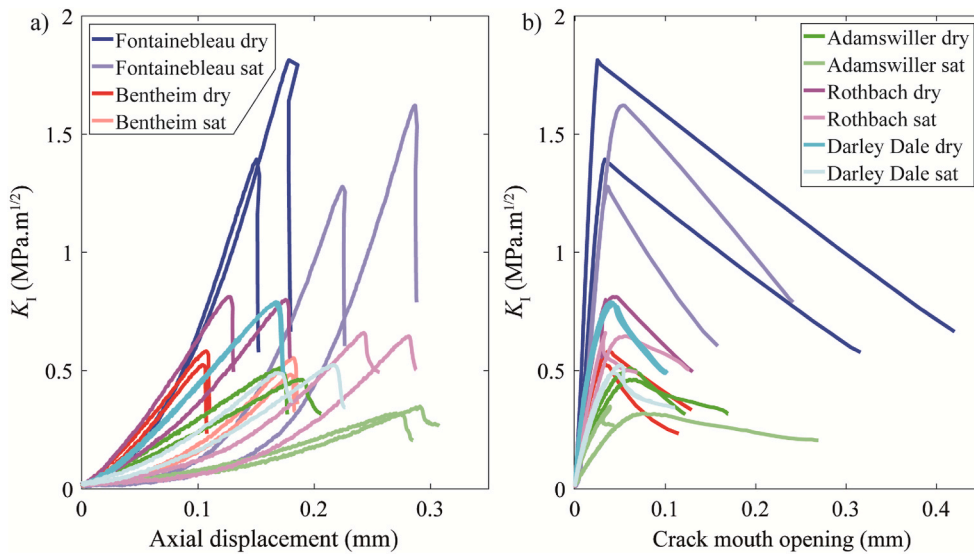 a)
Fontainebleau dry
Fontainebleau sat
Bentheim dry
Bentheim sat
2
1.5
1
0.5
0
K_I (MPa.m^1/2)
0
0.1
0.2
0.3
Axial displacement (mm)
b)
Adamswiller dry
Adamswiller sat
Rothbach dry
Rothbach sat
Darley Dale dry
Darley Dale sat
2
1.5
1
0.5
0
K_I (MPa.m^1/2)
0
0.1
0.2
0.3
0.4
Crack mouth opening (mm)